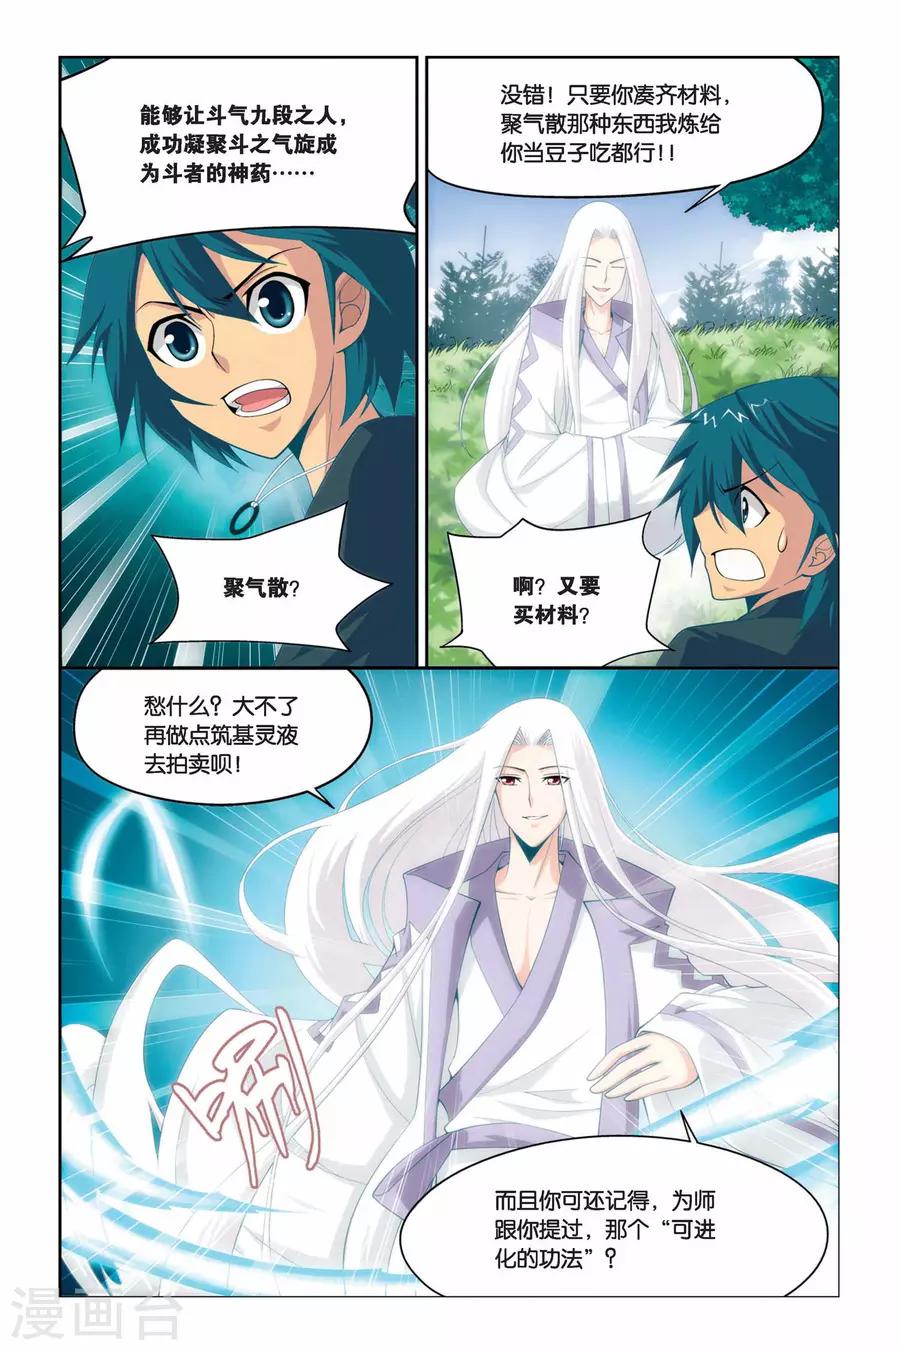 能够让斗气九段之人，
成功凝聚斗之气旋成
为斗者的神药……
聚气散？
没错！只要你凑齐材料，
聚气散那种东西我炼给
你当豆子吃都行！！
啊？又要
买材料？
愁什么？大不了
再做点筑基灵液
去拍卖呗！
唰
而且你可还记得，为师
跟你提过，那个“可进
化的功法”？
漫画台